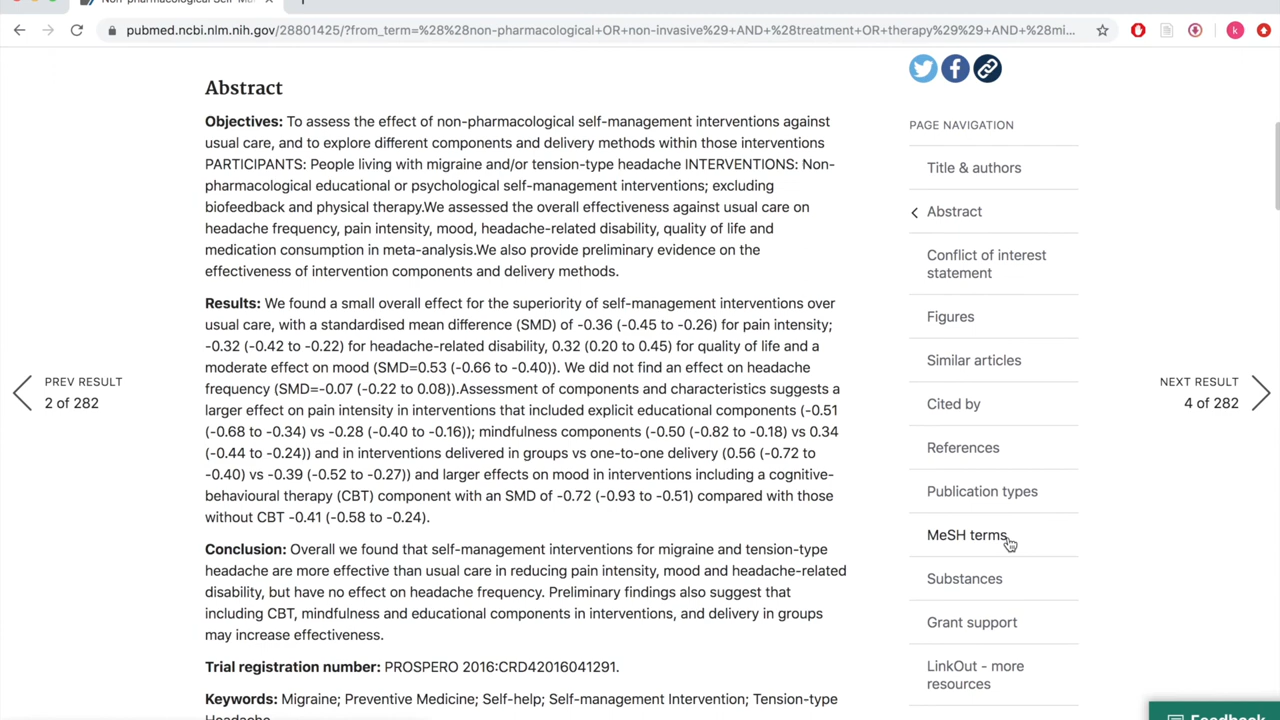 pubmed.ncbi.nlm.nih.gov/28801425/?from_term=%28%28non-pharmacological+OR+non-invasive%29+AND+%28treatment+OR+therapy%29+AND+%28mi...
k
Abstract
Objectives: To assess the effect of non-pharmacological self-management interventions against
usual care, and to explore different components and delivery methods within those interventions
PARTICIPANTS: People living with migraine and/or tension-type headache INTERVENTIONS: Non-
pharmacological educational or psychological self-management interventions; excluding
biofeedback and physical therapy.We assessed the overall effectiveness against usual care on
headache frequency, pain intensity, mood, headache-related disability, quality of life and
medication consumption in meta-analysis.We also provide preliminary evidence on the
effectiveness of intervention components and delivery methods.
Results: We found a small overall effect for the superiority of self-management interventions over
usual care, with a standardised mean difference (SMD) of -0.36 (-0.45 to -0.26) for pain intensity;
-0.32 (-0.42 to -0.22) for headache-related disability, 0.32 (0.20 to 0.45) for quality of life and a
moderate effect on mood (SMD=0.53 (-0.66 to -0.40)). We did not find an effect on headache
frequency (SMD=-0.07 (-0.22 to 0.08)).Assessment of components and characteristics suggests a
larger effect on pain intensity in interventions that included explicit educational components (-0.51
(-0.68 to -0.34) vs -0.28 (-0.40 to -0.16)); mindfulness components (-0.50 (-0.82 to -0.18) vs 0.34
(-0.44 to -0.24)) and in interventions delivered in groups vs one-to-one delivery (0.56 (-0.72 to
-0.40) vs -0.39 (-0.52 to -0.27)) and larger effects on mood in interventions including a cognitive-
behavioural therapy (CBT) component with an SMD of -0.72 (-0.93 to -0.51) compared with those
without CBT -0.41 (-0.58 to -0.24).
Conclusion: Overall we found that self-management interventions for migraine and tension-type
headache are more effective than usual care in reducing pain intensity, mood and headache-related
disability, but have no effect on headache frequency. Preliminary findings also suggest that
including CBT, mindfulness and educational components in interventions, and delivery in groups
may increase effectiveness.
Trial registration number: PROSPERO 2016:CRD42016041291.
Keywords: Migraine; Preventive Medicine; Self-help; Self-management Intervention; Tension-type
Headache.
PREV RESULT
2 of 282
NEXT RESULT
4 of 282
PAGE NAVIGATION
Title & authors
Abstract
Conflict of interest
statement
Figures
Similar articles
Cited by
References
Publication types
MeSH terms
Substances
Grant support
LinkOut - more
resources
Feedback